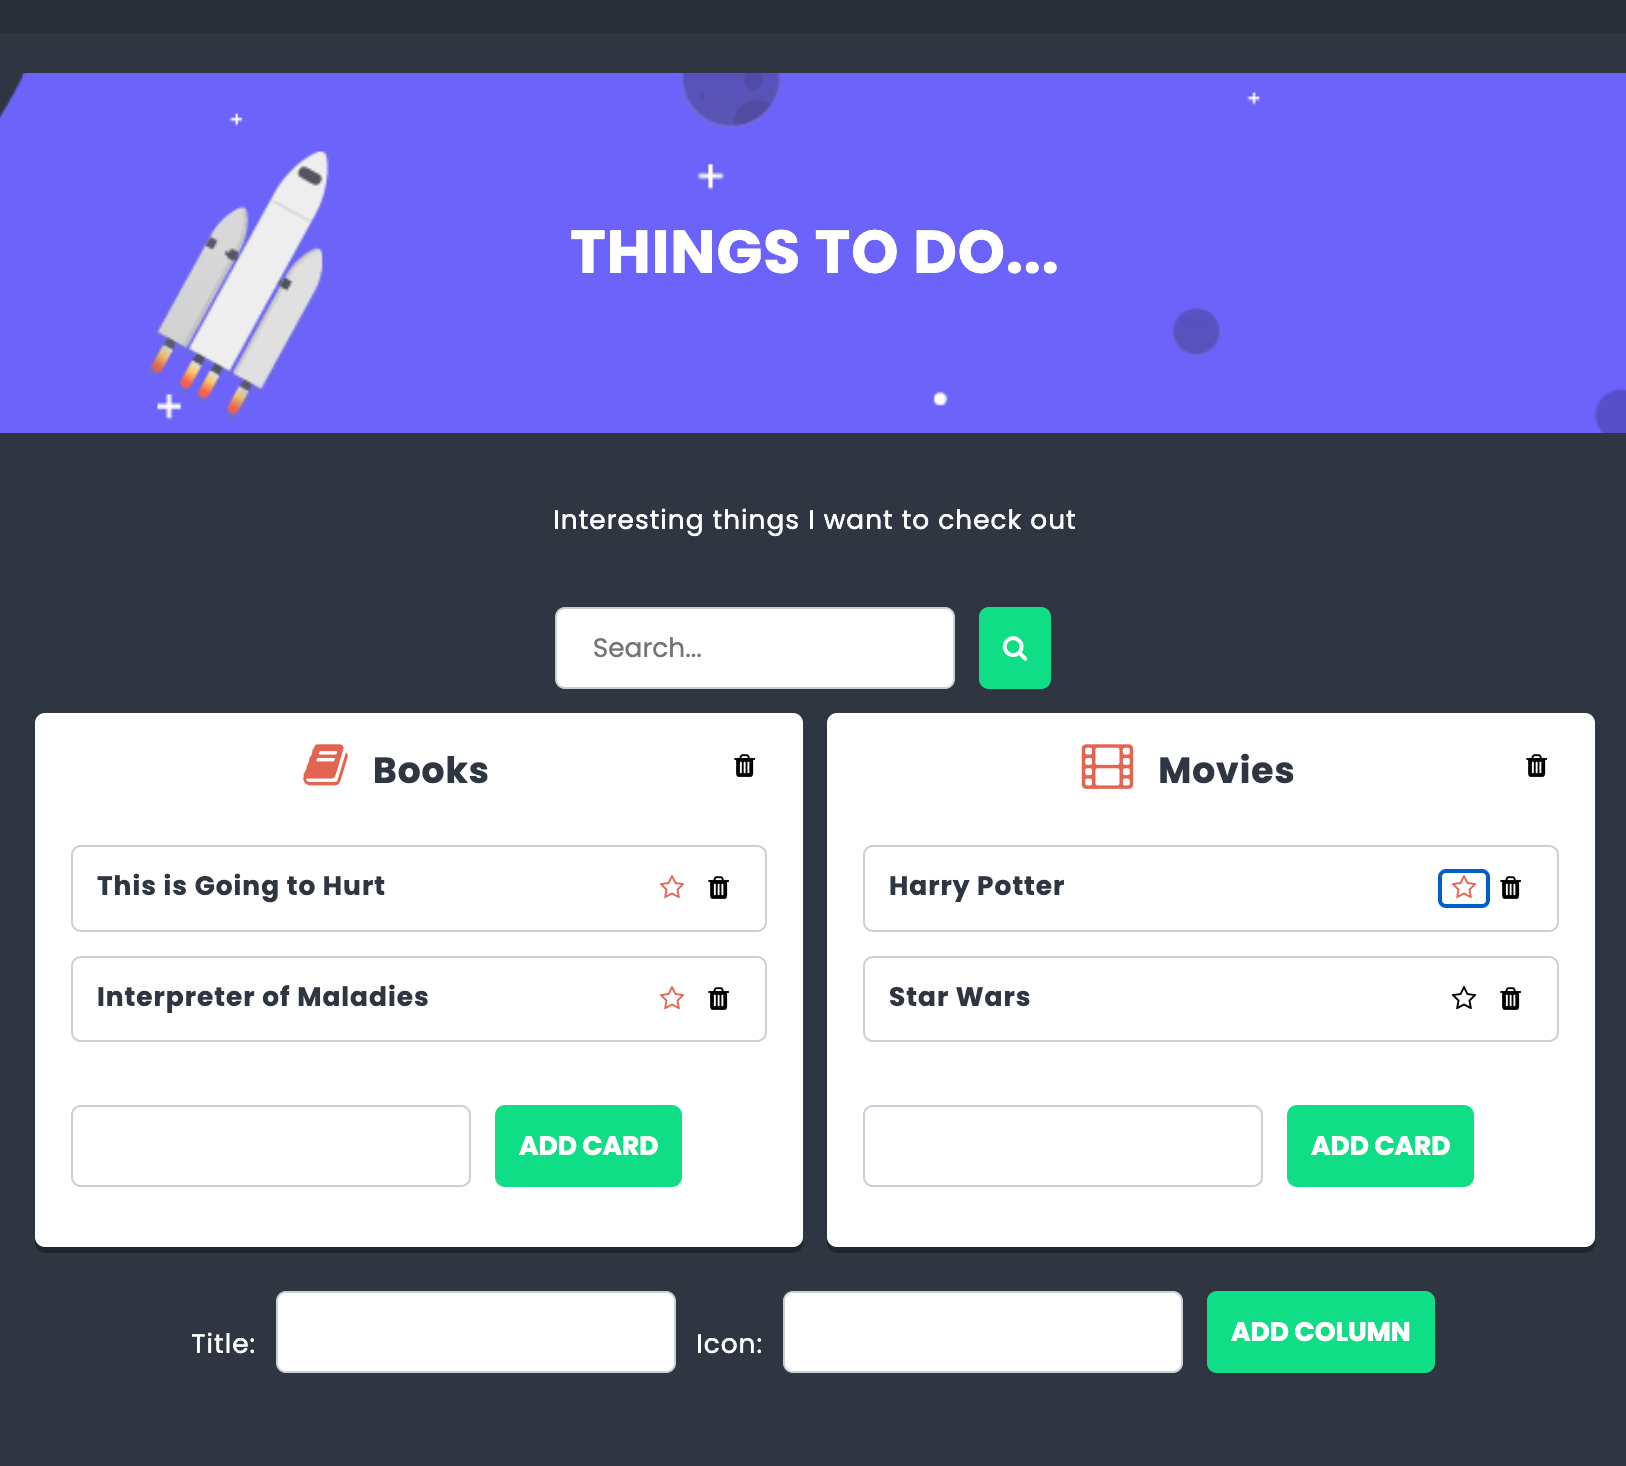 THINGS TO DO...
Interesting things I want to check out
Search...
Books
This is Going to Hurt
Interpreter of Maladies
ADD CARD
Movies
Harry Potter
Star Wars
ADD CARD
Title:
Icon:
ADD COLUMN